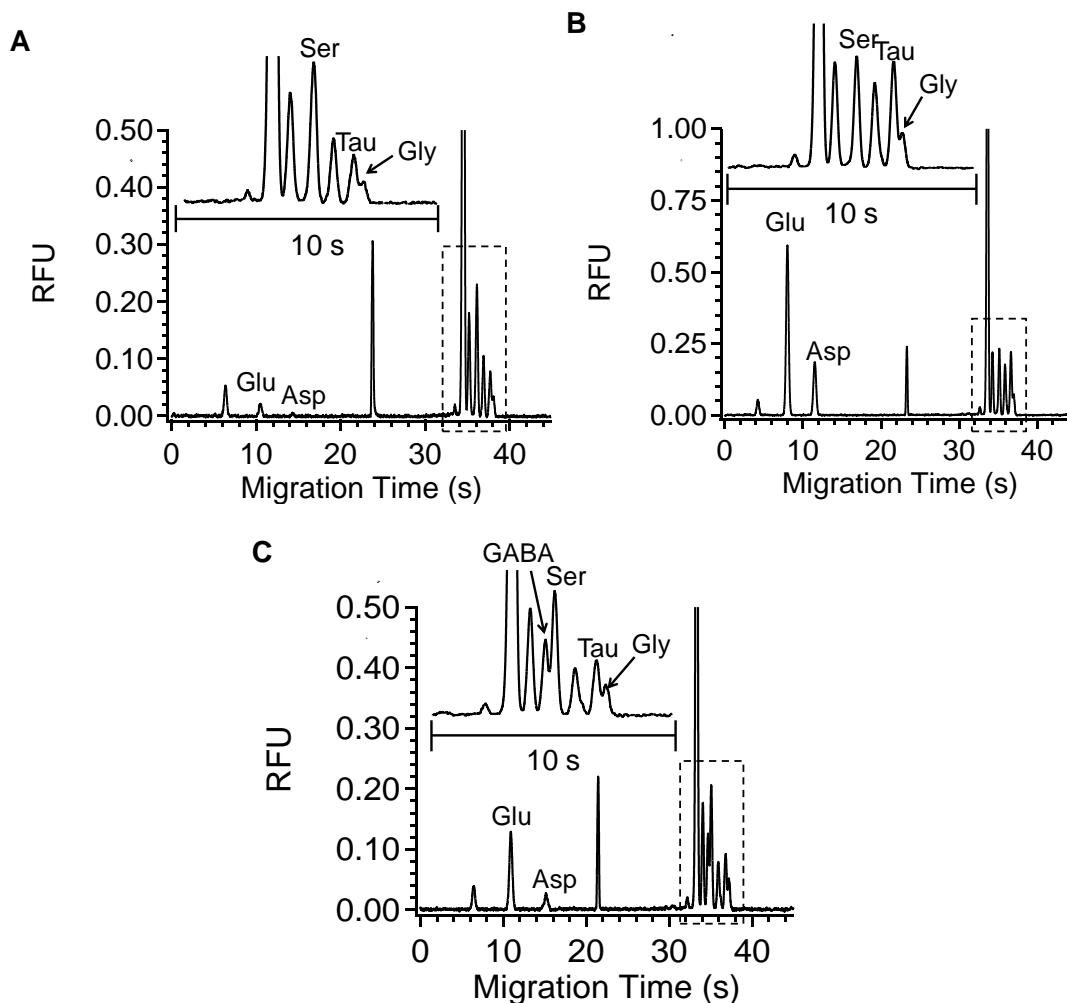 A
Ser
Tau
Gly
10 s
0.50
0.40
0.30
0.20
0.10
0.00
RFU
Glu
Asp
0 10 20 30 40
Migration Time (s)
B
Ser
Tau
Gly
10 s
1.00
0.75
0.50
0.25
0.00
RFU
Glu
Asp
0 10 20 30 40
Migration Time (s)
C
GABA
Ser
Tau
Gly
10 s
0.50
0.40
0.30
0.20
0.10
0.00
RFU
Glu
Asp
0 10 20 30 40
Migration Time (s)